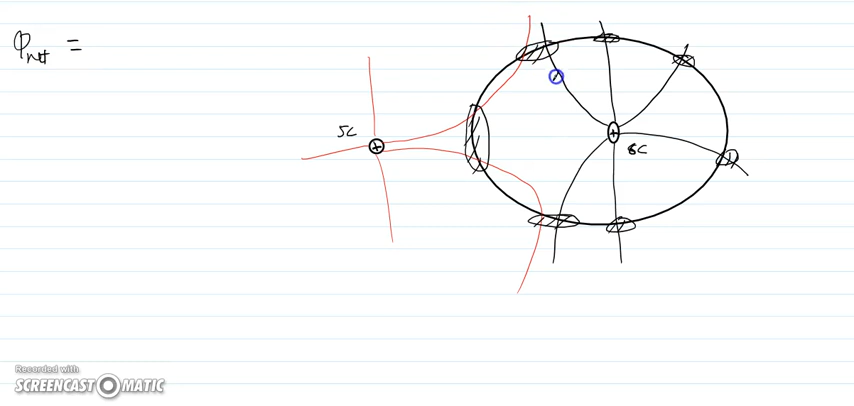 Φnet =
5C
+
+
8C
Recorded with
SCREENCAST MATIC